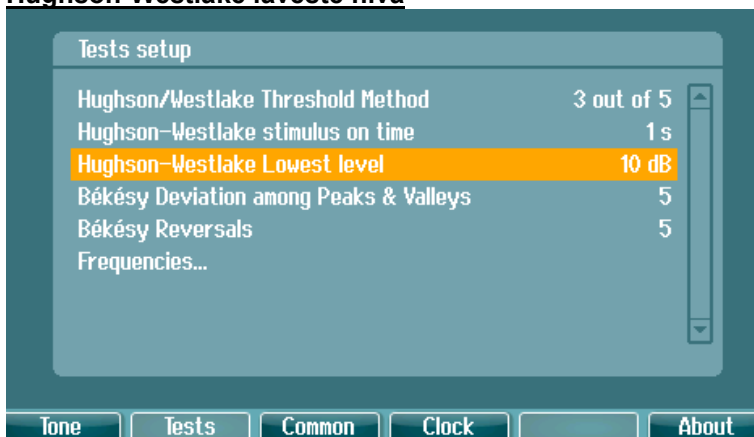 Hughson-Westlake laveste nivå
Tests setup
Hughson/Westlake Threshold Method 3 out of 5
Hughson-Westlake stimulus on time 1 s
Hughson-Westlake Lowest level 10 dB
Békésy Deviation among Peaks & Valleys 5
Békésy Reversals 5
Frequencies...
Tone Tests Common Clock About